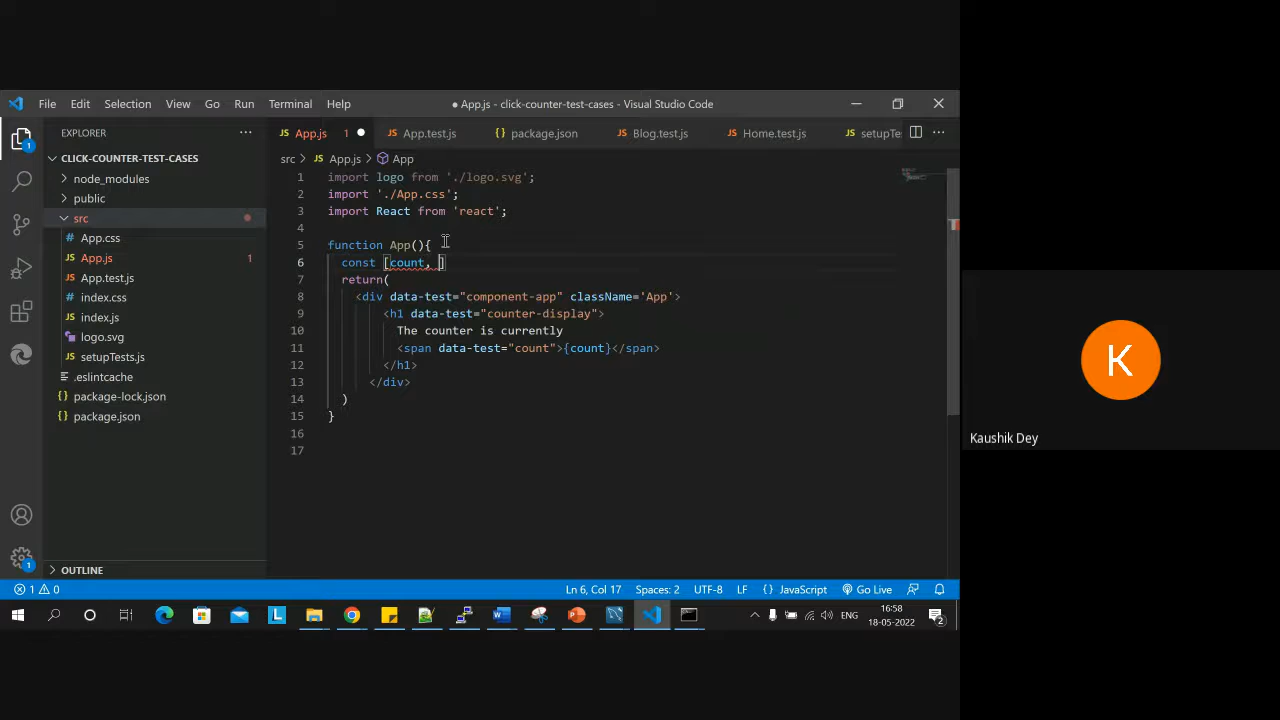 File Edit Selection View Go Run Terminal Help
● App.js - click-counter-test-cases - Visual Studio Code
EXPLORER
CLICK-COUNTER-TEST-CASES
node_modules
public
src
App.css
App.js 1
App.test.js
index.css
index.js
logo.svg
setupTests.js
.eslintcache
package-lock.json
package.json
OUTLINE
JS App.js 1 JS App.test.js {} package.json JS Blog.test.js JS Home.test.js JS setupTe
src > JS App.js > App
1 import logo from './logo.svg';
2 import './App.css';
3 import React from 'react';
4
5 function App(){
6 const [count, ]
7 return(
8 <div data-test="component-app" className='App'>
9 <h1 data-test="counter-display">
10 The counter is currently
11 <span data-test="count">{count}</span>
12 </h1>
13 </div>
14 )
15 }
16
17
1 0 Ln 6, Col 17 Spaces: 2 UTF-8 LF {} JavaScript Go Live
ENG
16:58
18-05-2022
2
K
Kaushik Dey